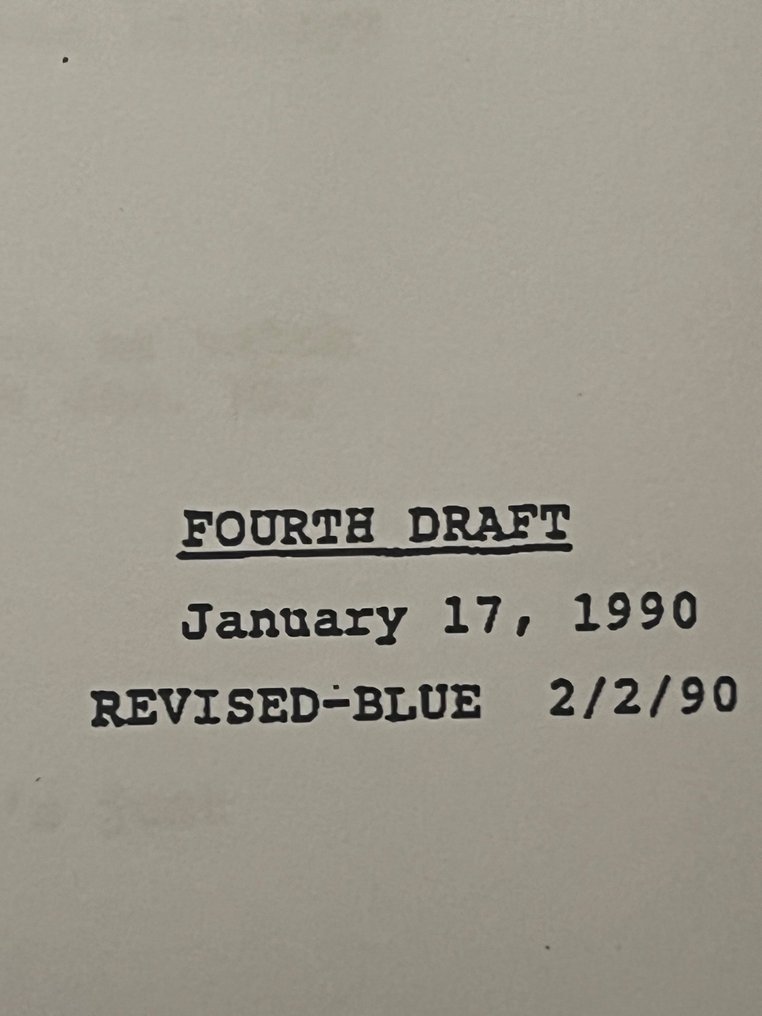 FOURTH DRAFT
January 17, 1990
REVISED-BLUE 2/2/90